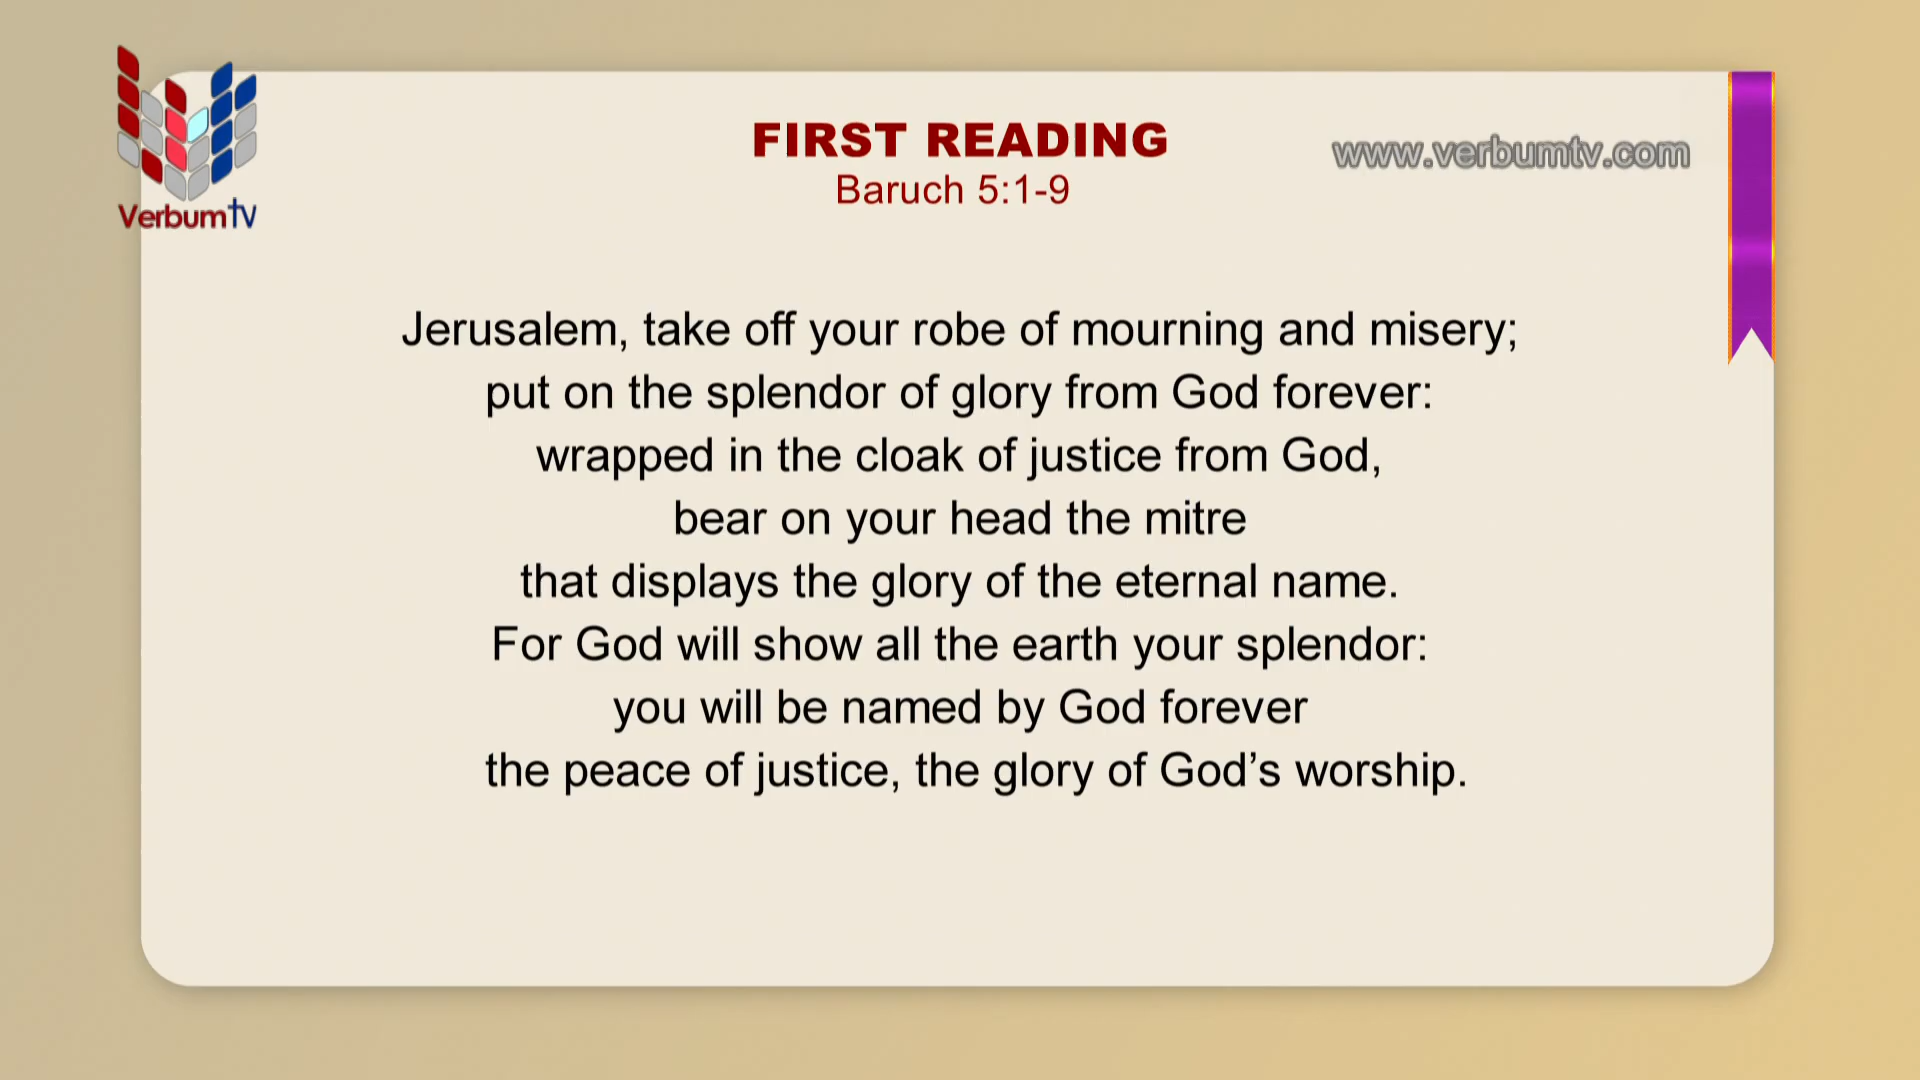 VerbumTV
FIRST READING
Baruch 5:1-9
www.verbumtv.com
Jerusalem, take off your robe of mourning and misery;
put on the splendor of glory from God forever:
wrapped in the cloak of justice from God,
bear on your head the mitre
that displays the glory of the eternal name.
For God will show all the earth your splendor:
you will be named by God forever
the peace of justice, the glory of God’s worship.